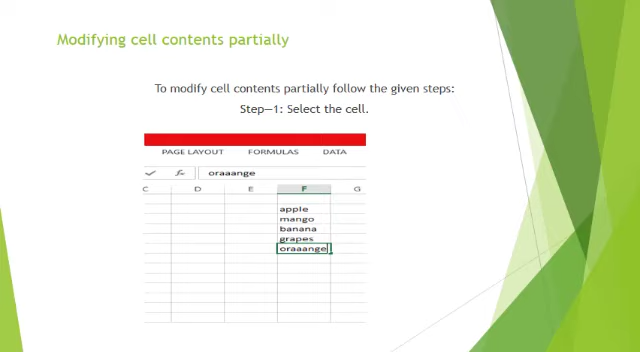 Modifying cell contents partially
To modify cell contents partially follow the given steps:
Step—1: Select the cell.
PAGE LAYOUT FORMULAS DATA
fx oraaange
C D E F G
apple
mango
banana
grapes
oraaange